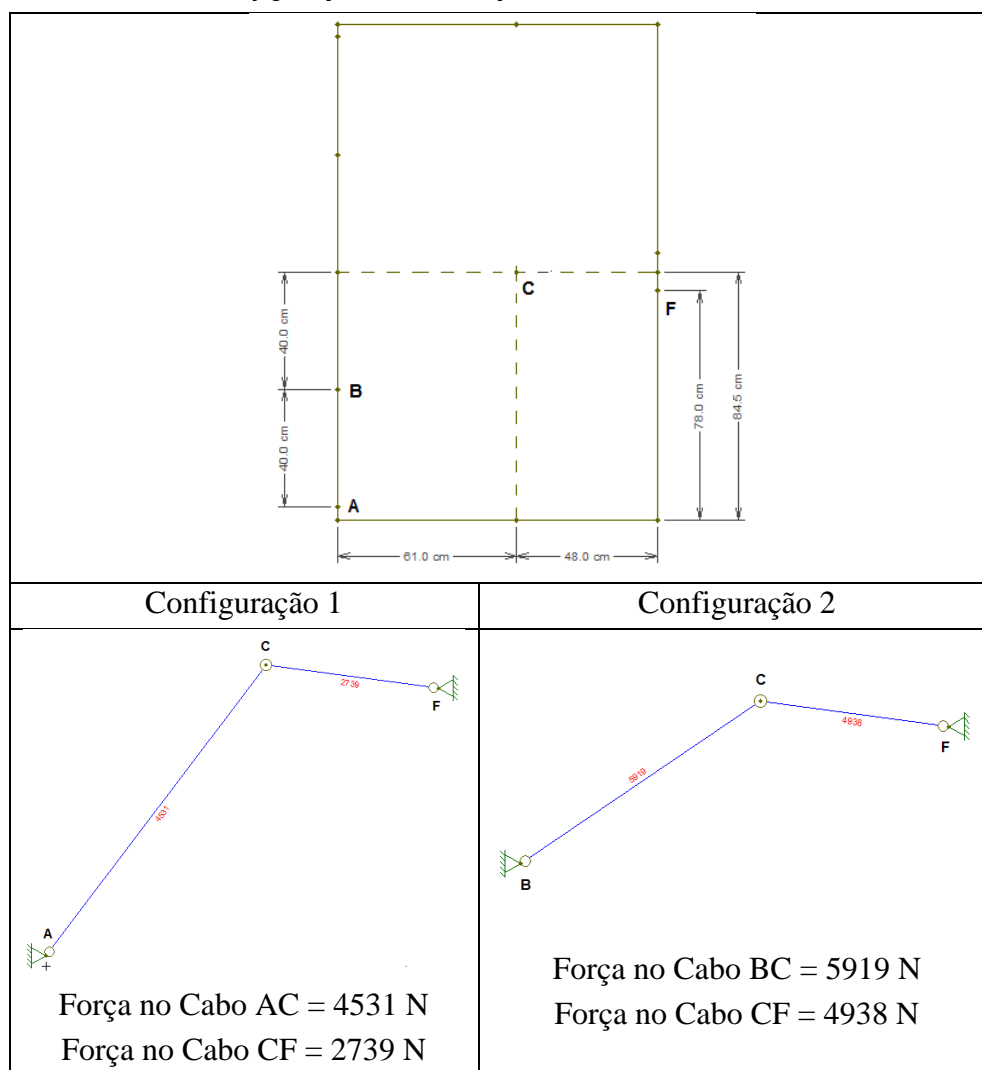 C
F
B
A
40.0 cm
40.0 cm
78.0 cm
84.5 cm
61.0 cm
48.0 cm
Configuração 1
Configuração 2
C
2739
F
4531
A
Força no Cabo AC = 4531 N
Força no Cabo CF = 2739 N
C
4938
F
5919
B
Força no Cabo BC = 5919 N
Força no Cabo CF = 4938 N